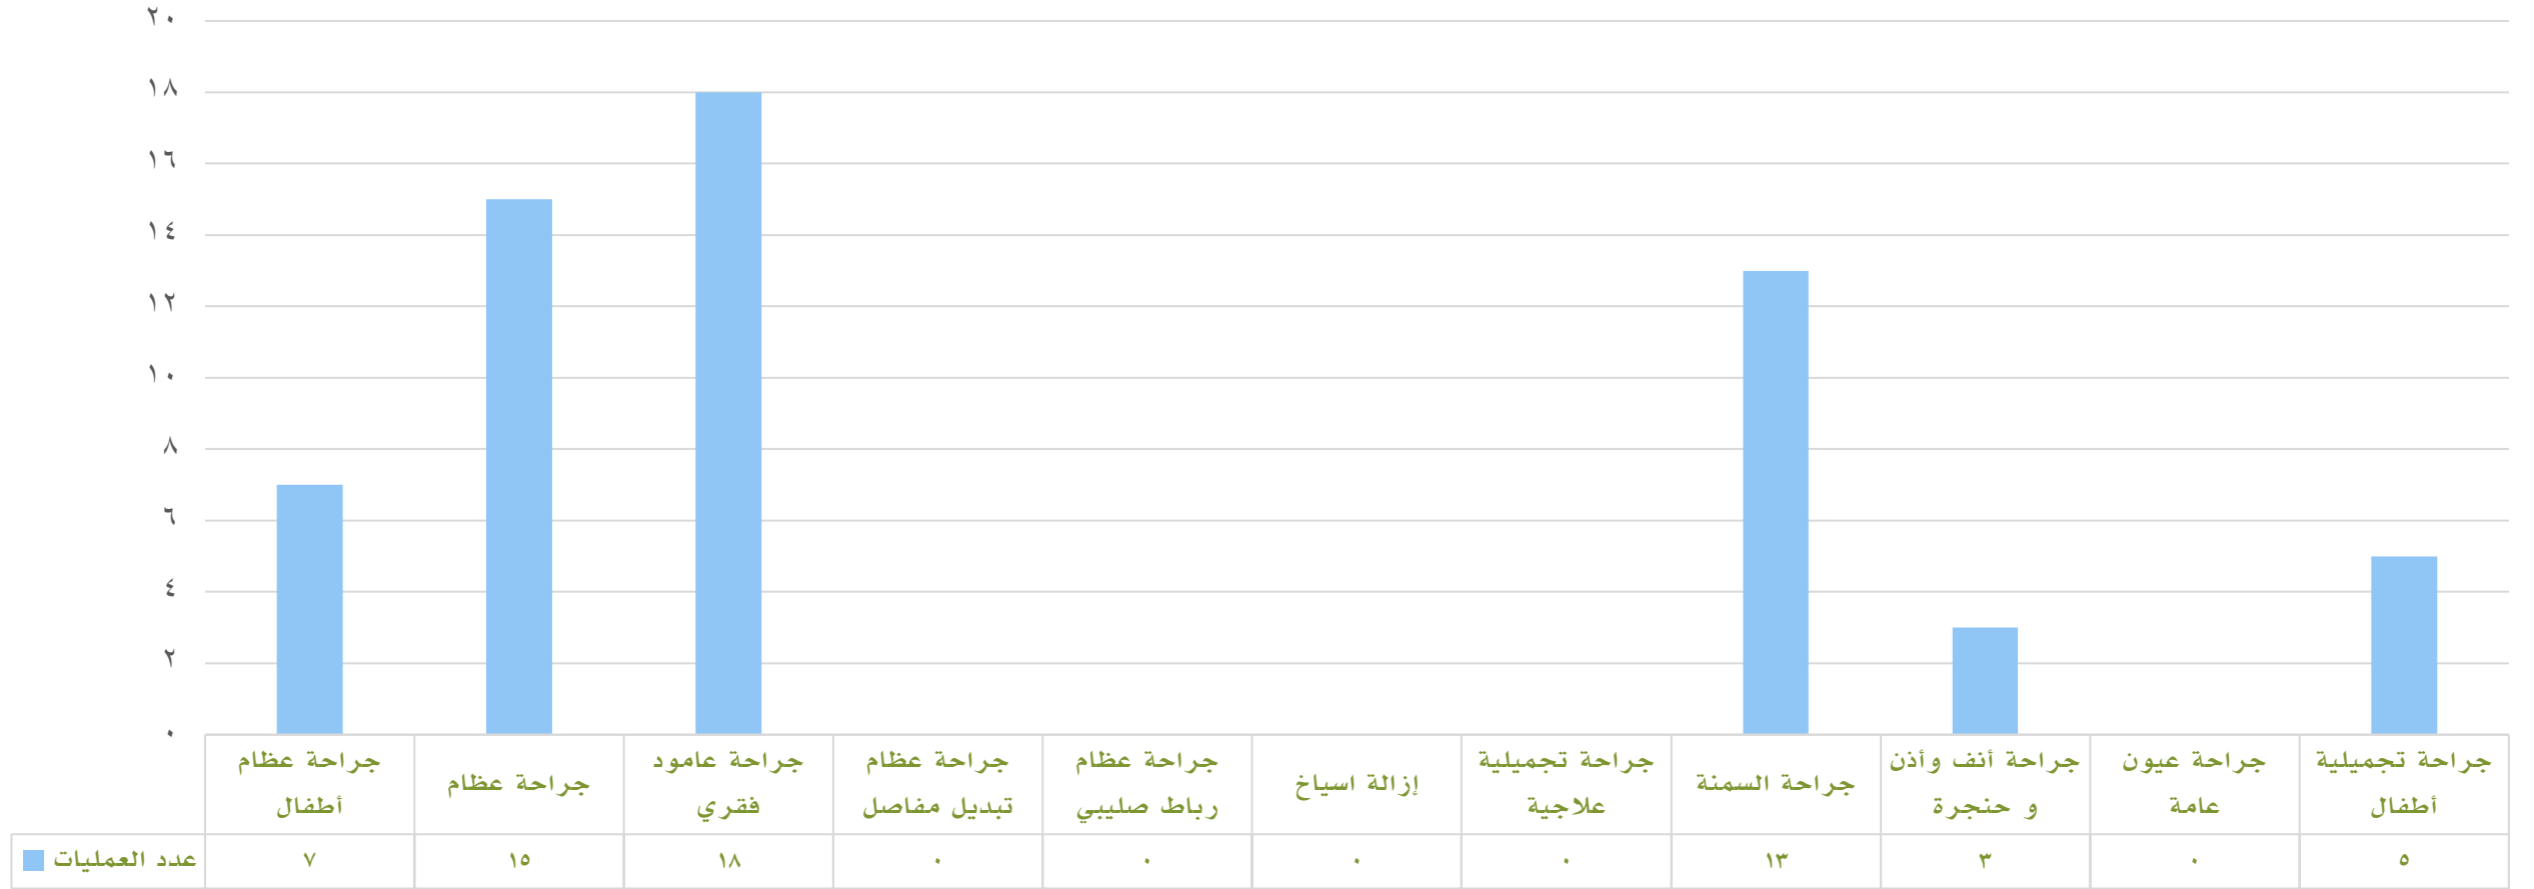 ٢٠
١٨
١٦
١٤
١٢
١٠
٨
٦
٤
٢
٠
جراحة عظام
أطفال
جراحة عظام
جراحة عامود
فقري
جراحة عظام
تبديل مفاصل
جراحة عظام
رباط صليبي
إزالة اسياخ
جراحة تجميلية
علاجية
جراحة السمنة
جراحة أنف وأذن
و حنجرة
جراحة عيون
عامة
جراحة تجميلية
أطفال
عدد العمليات
٧
١٥
١٨
٠
٠
٠
٠
١٣
٣
٠
٥